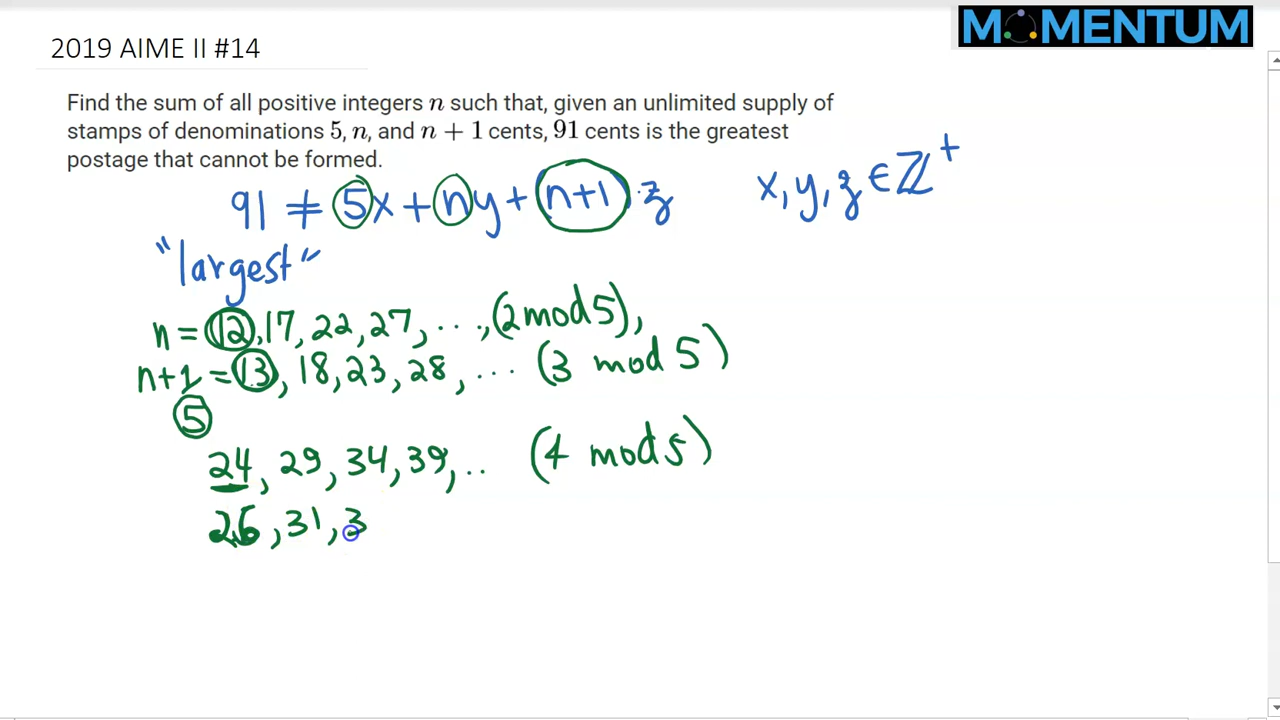 MOMENTUM
2019 AIME II #14
Find the sum of all positive integers n such that, given an unlimited supply of
stamps of denominations 5, n, and n + 1 cents, 91 cents is the greatest
postage that cannot be formed.
91 ≠ 5x + ny + n+1 · z   x, y, z ∈ ℤ⁺
"largest"
n = 12, 17, 22, 27, ..., (2 mod 5),
n+1 = 13, 18, 23, 28, ... (3 mod 5)
5
24, 29, 34, 39, .. (4 mod 5)
26, 31, 3